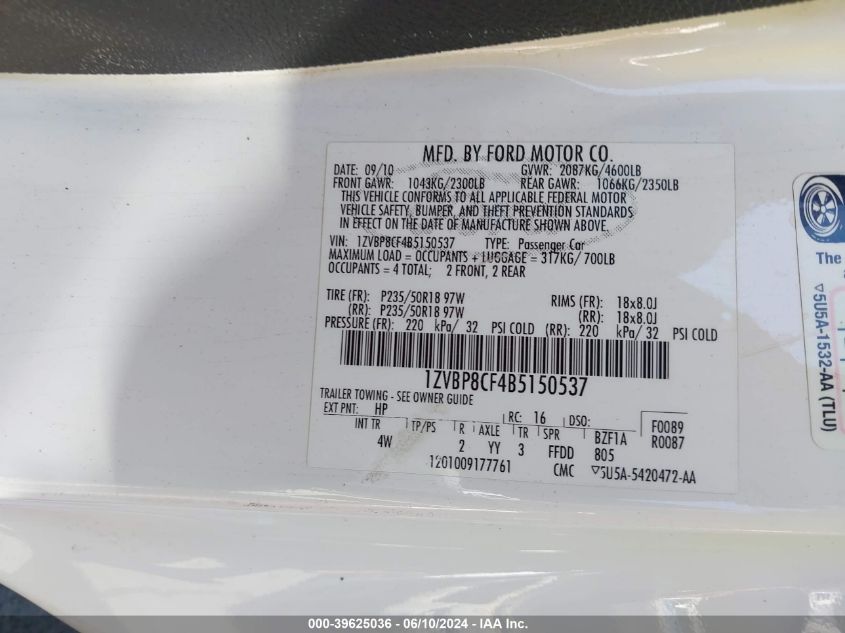 MFD. BY FORD MOTOR CO.
DATE: 09/10 GVWR: 2087KG/4600LB
FRONT GAWR: 1043KG/2300LB REAR GAWR: 1066KG/2350LB
THIS VEHICLE CONFORMS TO ALL APPLICABLE FEDERAL MOTOR
VEHICLE SAFETY, BUMPER, AND THEFT PREVENTION STANDARDS
IN EFFECT ON THE DATE OF MANUFACTURE SHOWN ABOVE.
VIN: 1ZVBP8CF4B5150537 TYPE: Passenger Car
MAXIMUM LOAD = OCCUPANTS + LUGGAGE = 317KG/ 700LB
OCCUPANTS = 4 TOTAL; 2 FRONT, 2 REAR
TIRE (FR): P235/50R18 97W RIMS (FR): 18x8.0J
(RR): P235/50R18 97W (RR): 18x8.0J
PRESSURE (FR): 220 kPa/ 32 PSI COLD (RR): 220 kPa/ 32 PSI COLD
1ZVBP8CF4B5150537
TRAILER TOWING - SEE OWNER GUIDE
EXT PNT: HP RC: 16 DSO: F0089
INT TR TP/PS R AXLE TR SPR BZF1A R0087
4W 2 YY 3 FFDD 805
1201009177761 CMC ▽5U5A-5420472-AA
The
▽5U5A-1532-AA (TLU)
000-39625036 - 06/10/2024 - IAAI.com